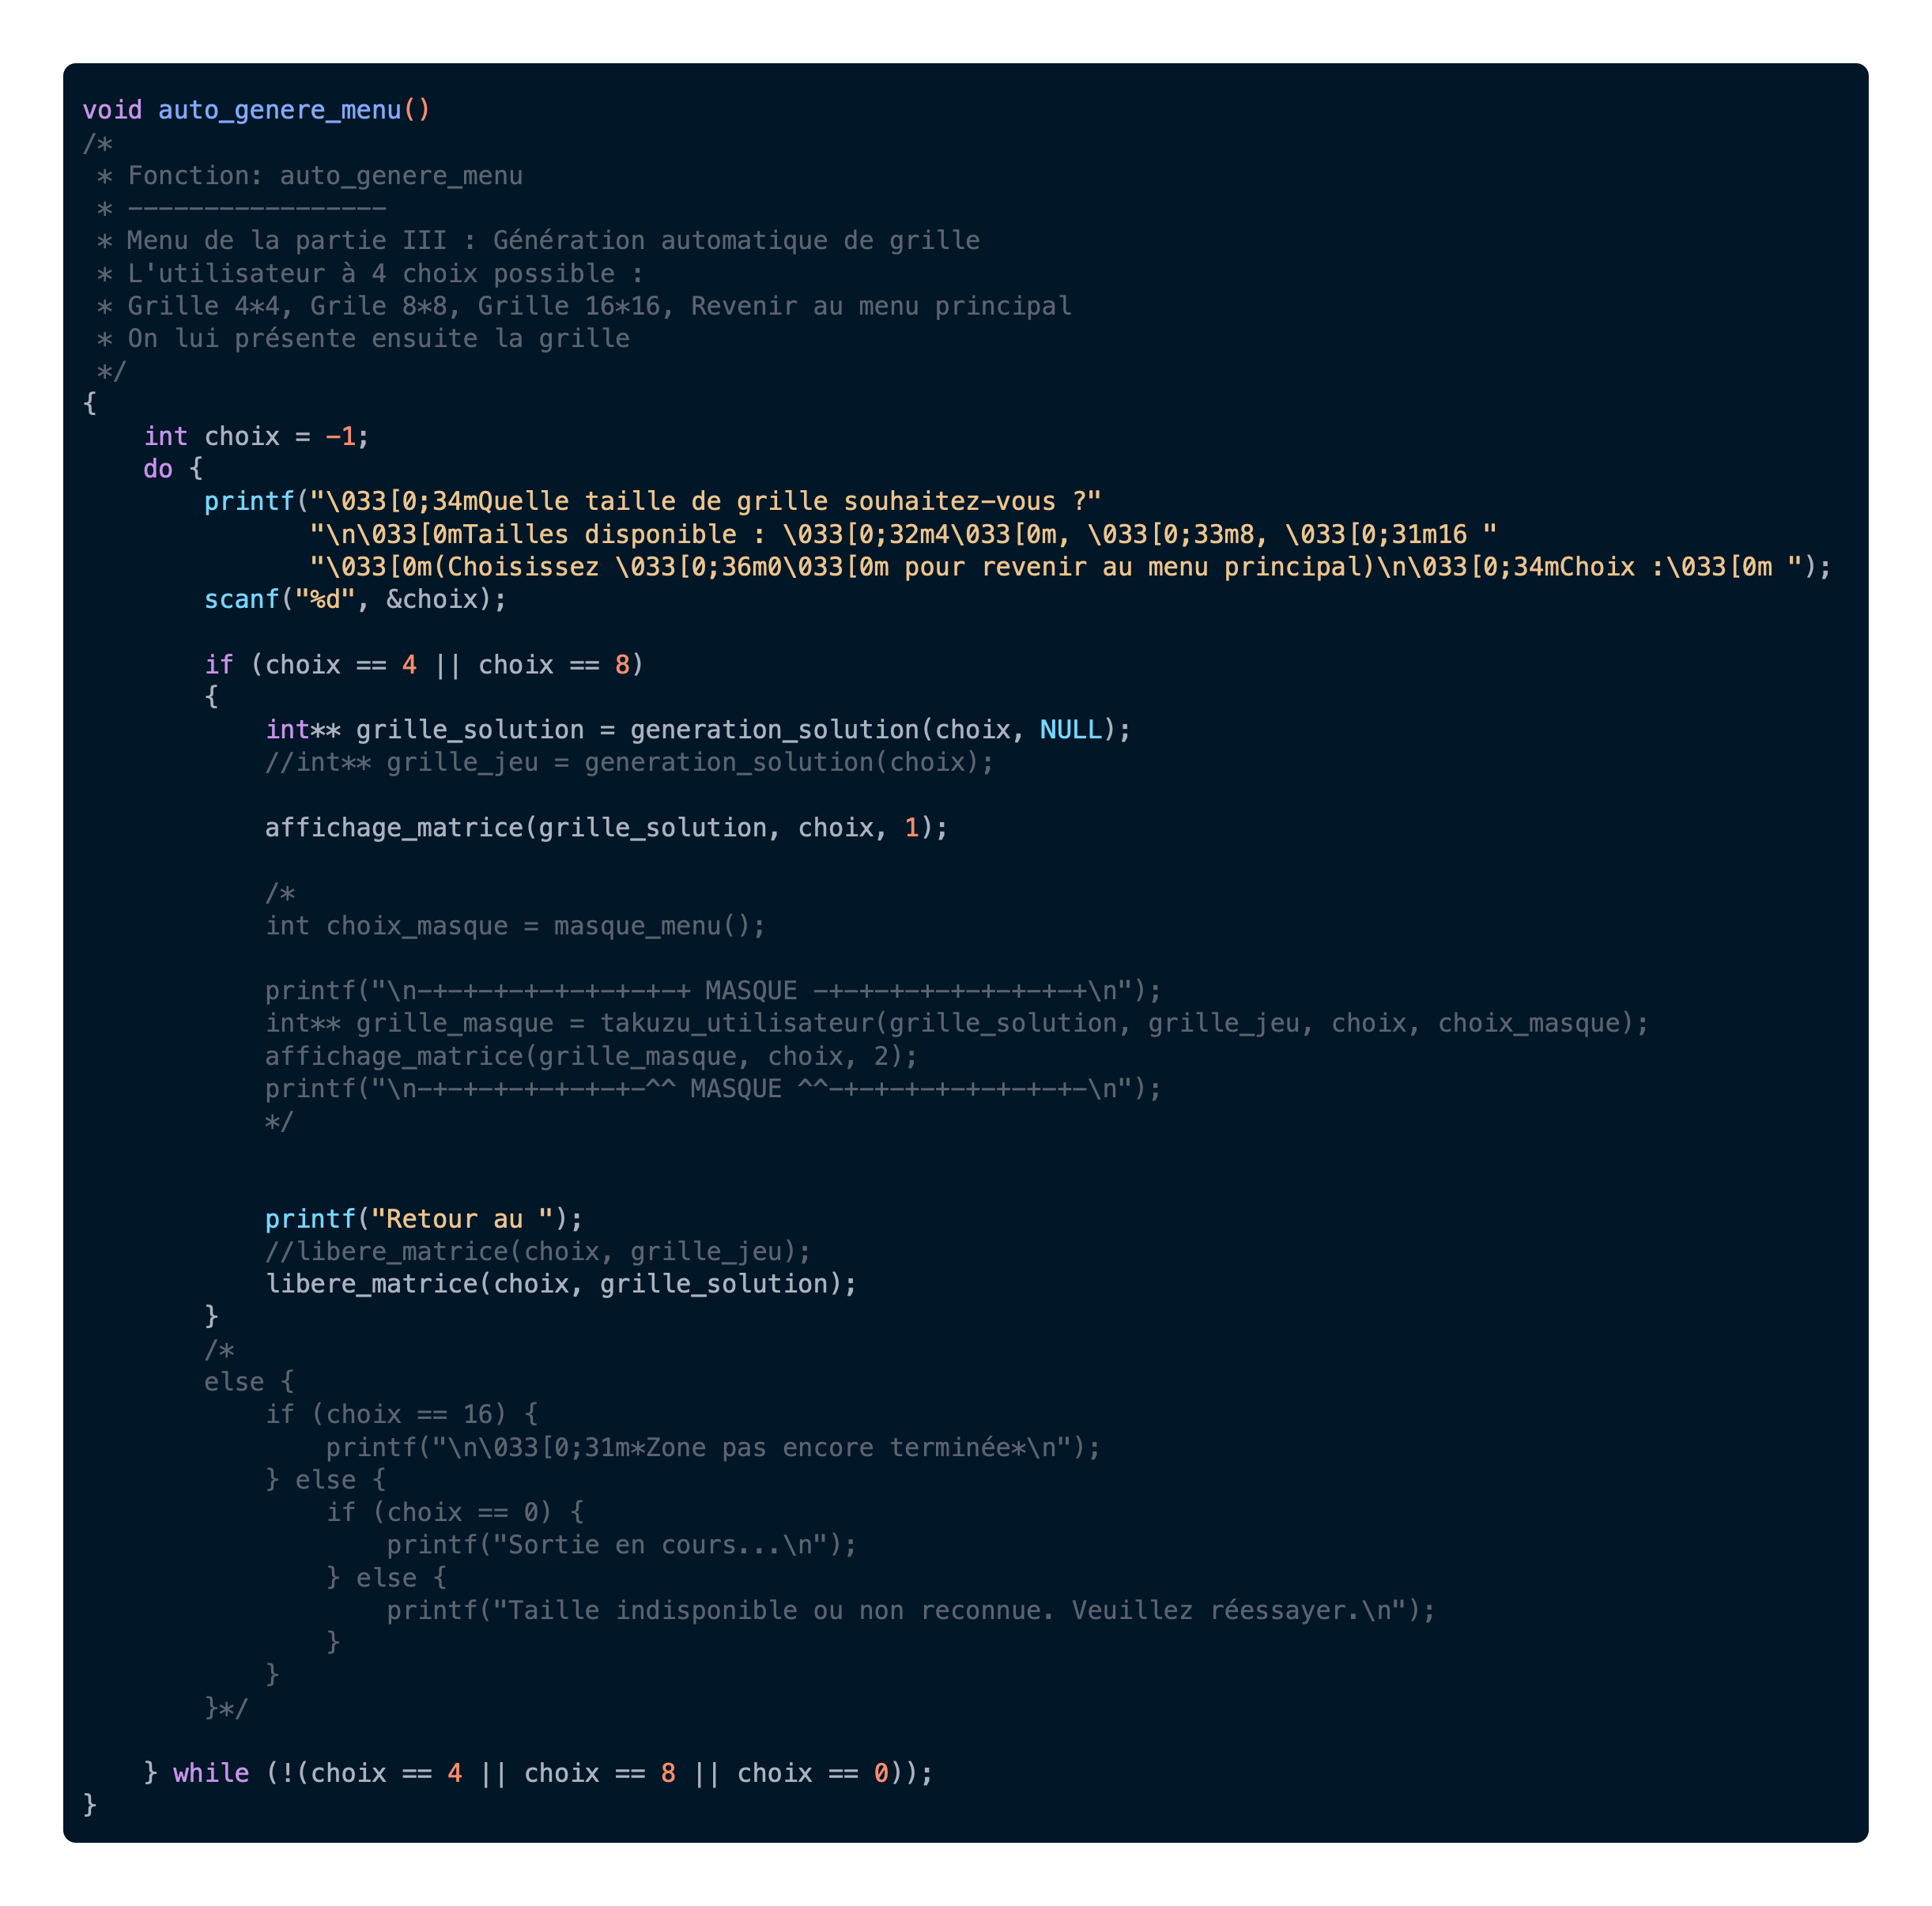 void auto_genere_menu()
/*
 * Fonction: auto_genere_menu
 * -----------------
 * Menu de la partie III : Génération automatique de grille
 * L'utilisateur à 4 choix possible :
 * Grille 4*4, Grile 8*8, Grille 16*16, Revenir au menu principal
 * On lui présente ensuite la grille
 */
{
    int choix = -1;
    do {
        printf("\033[0;34mQuelle taille de grille souhaitez-vous ?"
               "\n\033[0mTailles disponible : \033[0;32m4\033[0m, \033[0;33m8, \033[0;31m16 "
               "\033[0m(Choisissez \033[0;36m0\033[0m pour revenir au menu principal)\n\033[0;34mChoix :\033[0m ");
        scanf("%d", &choix);

        if (choix == 4 || choix == 8)
        {
            int** grille_solution = generation_solution(choix, NULL);
            //int** grille_jeu = generation_solution(choix);

            affichage_matrice(grille_solution, choix, 1);

            /*
            int choix_masque = masque_menu();

            printf("\n-+-+-+-+-+-+-+-+-+ MASQUE -+-+-+-+-+-+-+-+-+\n");
            int** grille_masque = takuzu_utilisateur(grille_solution, grille_jeu, choix, choix_masque);
            affichage_matrice(grille_masque, choix, 2);
            printf("\n-+-+-+-+-+-+-+-^^ MASQUE ^^-+-+-+-+-+-+-+-+-\n");
            */


            printf("Retour au ");
            //libere_matrice(choix, grille_jeu);
            libere_matrice(choix, grille_solution);
        }
        /*
        else {
            if (choix == 16) {
                printf("\n\033[0;31m*Zone pas encore terminée*\n");
            } else {
                if (choix == 0) {
                    printf("Sortie en cours...\n");
                } else {
                    printf("Taille indisponible ou non reconnue. Veuillez réessayer.\n");
                }
            }
        }*/

    } while (!(choix == 4 || choix == 8 || choix == 0));
}